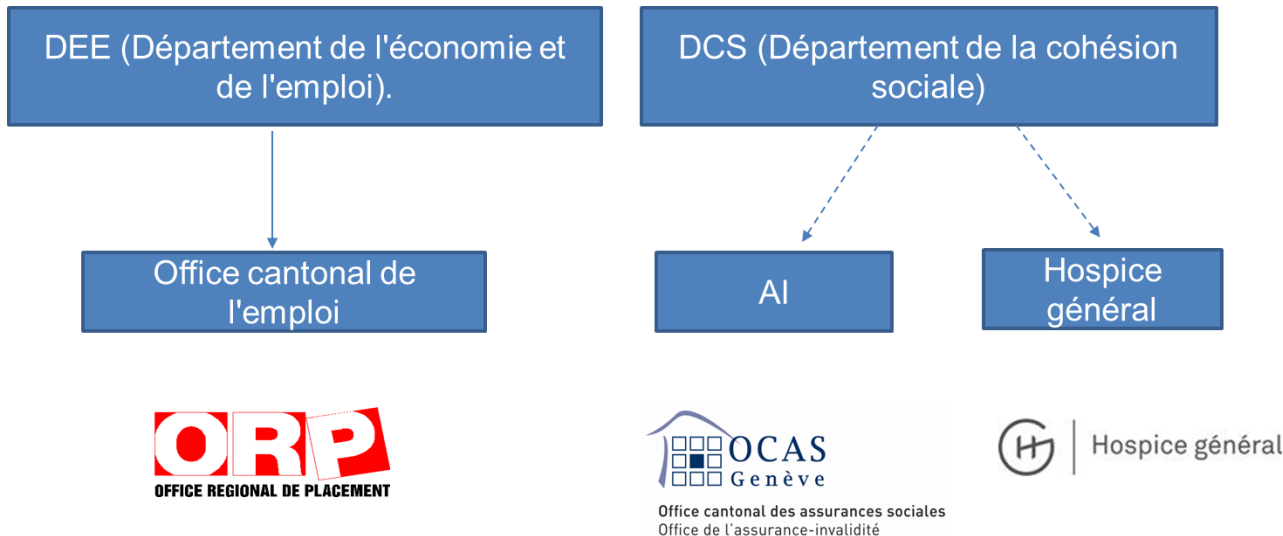 DEE (Département de l'économie et
de l'emploi).
DCS (Département de la cohésion
sociale)
Office cantonal de
l'emploi
AI
Hospice
général
ORP
OFFICE REGIONAL DE PLACEMENT
OCAS
Genève
Office cantonal des assurances sociales
Office de l'assurance-invalidité
Hospice général